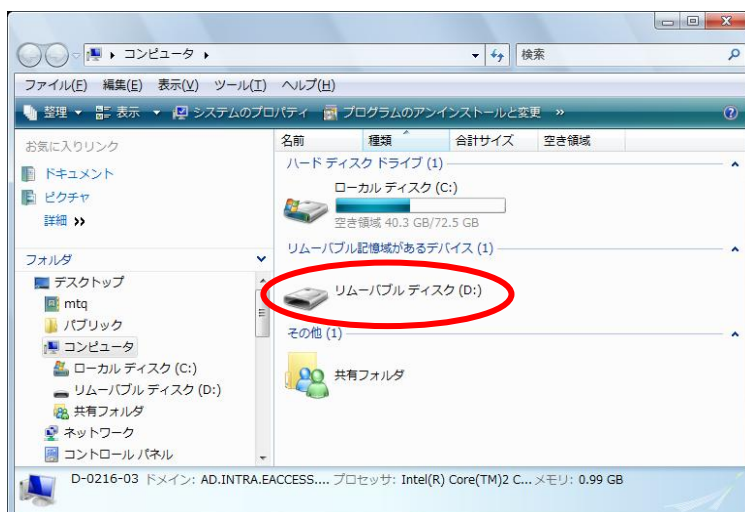 コンピュータ
検索
ファイル(F) 編集(E) 表示(V) ツール(T) ヘルプ(H)
整理 表示 システムのプロパティ プログラムのアンインストールと変更 »
お気に入りリンク
ドキュメント
ピクチャ
詳細 »
フォルダ
デスクトップ
mtq
パブリック
コンピュータ
ローカル ディスク (C:)
リムーバブル ディスク (D:)
共有フォルダ
ネットワーク
コントロール パネル
名前 種類 合計サイズ 空き領域
ハード ディスク ドライブ (1)
ローカル ディスク (C:)
空き領域 40.3 GB/72.5 GB
リムーバブル記憶域があるデバイス (1)
リムーバブル ディスク (D:)
その他 (1)
共有フォルダ
D-0216-03 ドメイン: AD.INTRA.EACCESS.... プロセッサ: Intel(R) Core(TM)2 C... メモリ: 0.99 GB